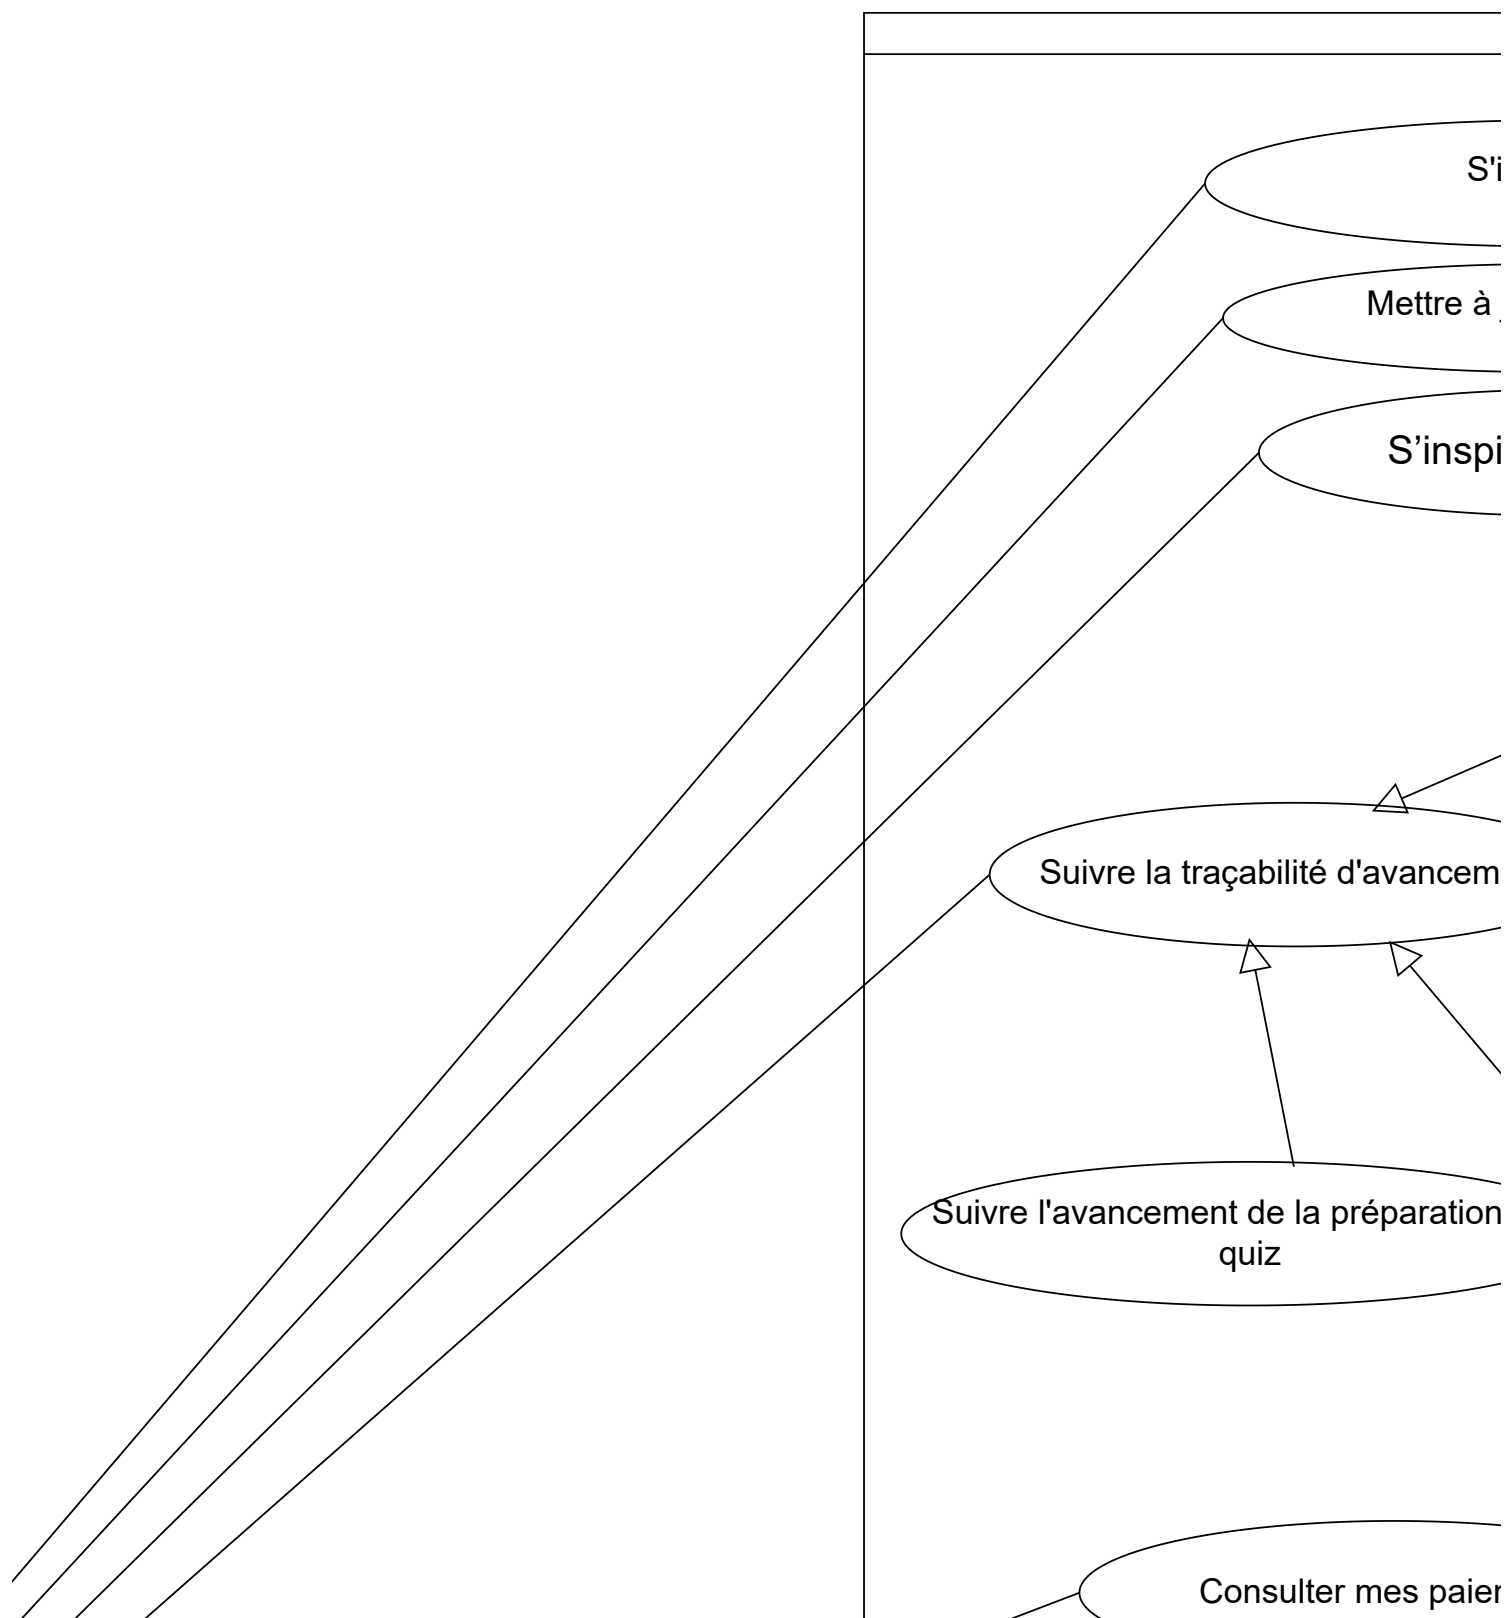 S'i
Mettre à
S’inspi
Suivre la traçabilité d'avancem
Suivre l'avancement de la préparation
quiz
Consulter mes paier